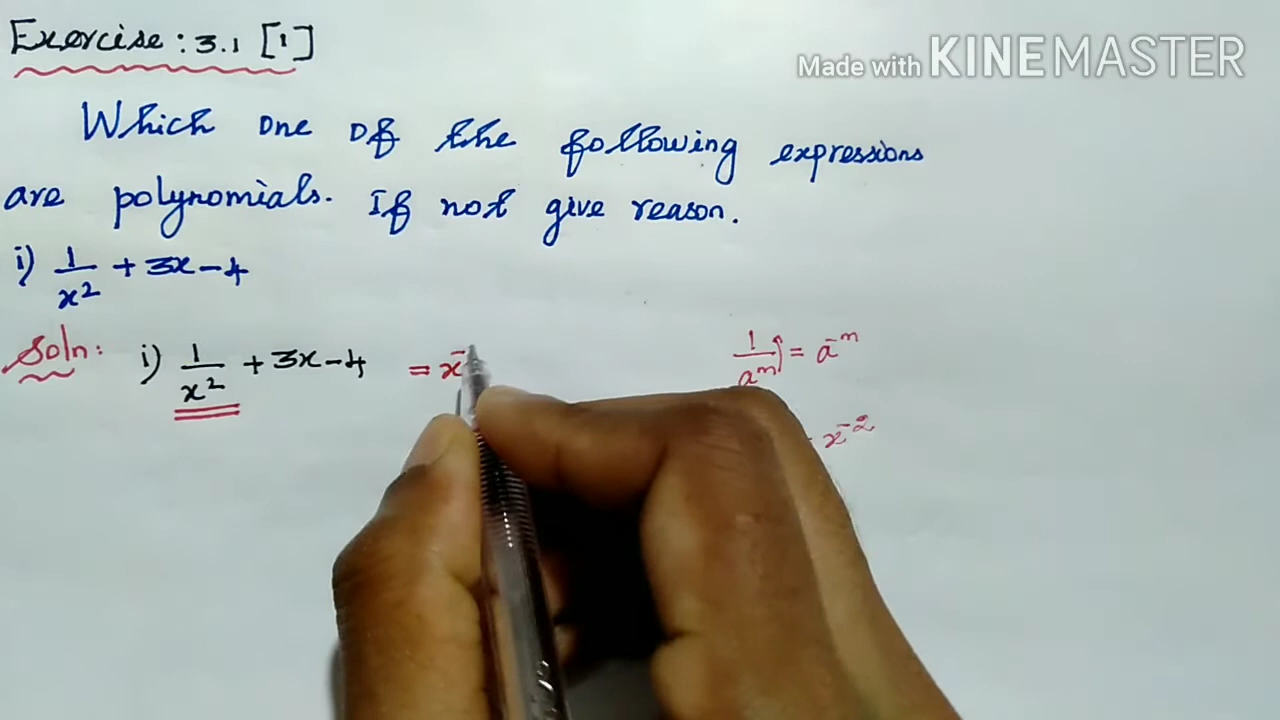 Exercise: 3.1 [1]
Made with KINEMASTER
Which one of the following expressions
are polynomials. If not give reason.
i) 1/x² + 3x - 4
Soln: i) 1/x² + 3x - 4 = x⁻
1/aᵐ = a⁻ᵐ
x⁻²